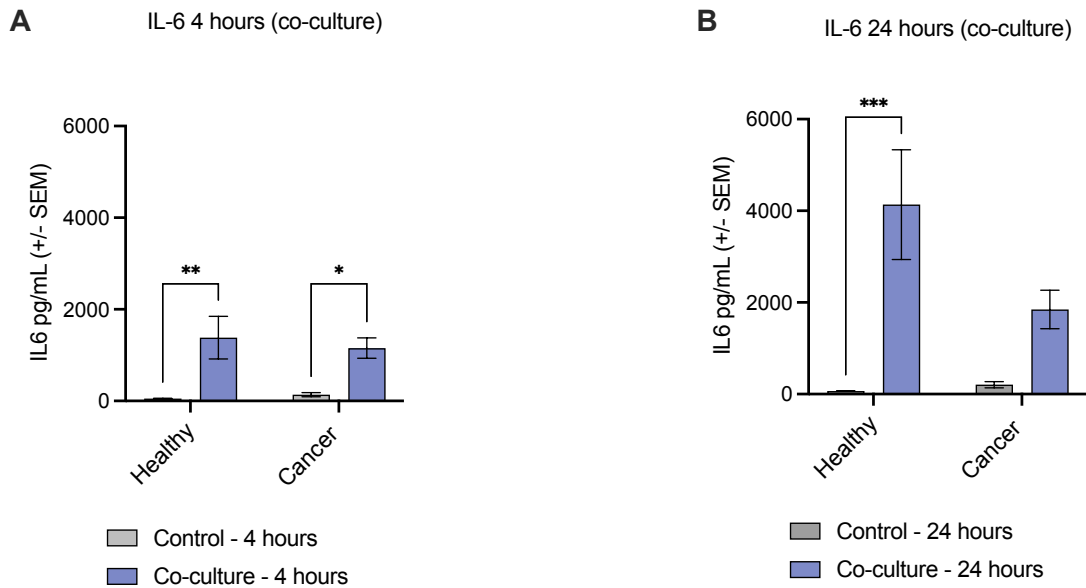 A
IL-6 4 hours (co-culture)
IL6 pg/mL (+/- SEM)
6000
4000
2000
0
**
*
Healthy
Cancer
Control - 4 hours
Co-culture - 4 hours
B
IL-6 24 hours (co-culture)
IL6 pg/mL (+/- SEM)
6000
4000
2000
0
***
Healthy
Cancer
Control - 24 hours
Co-culture - 24 hours